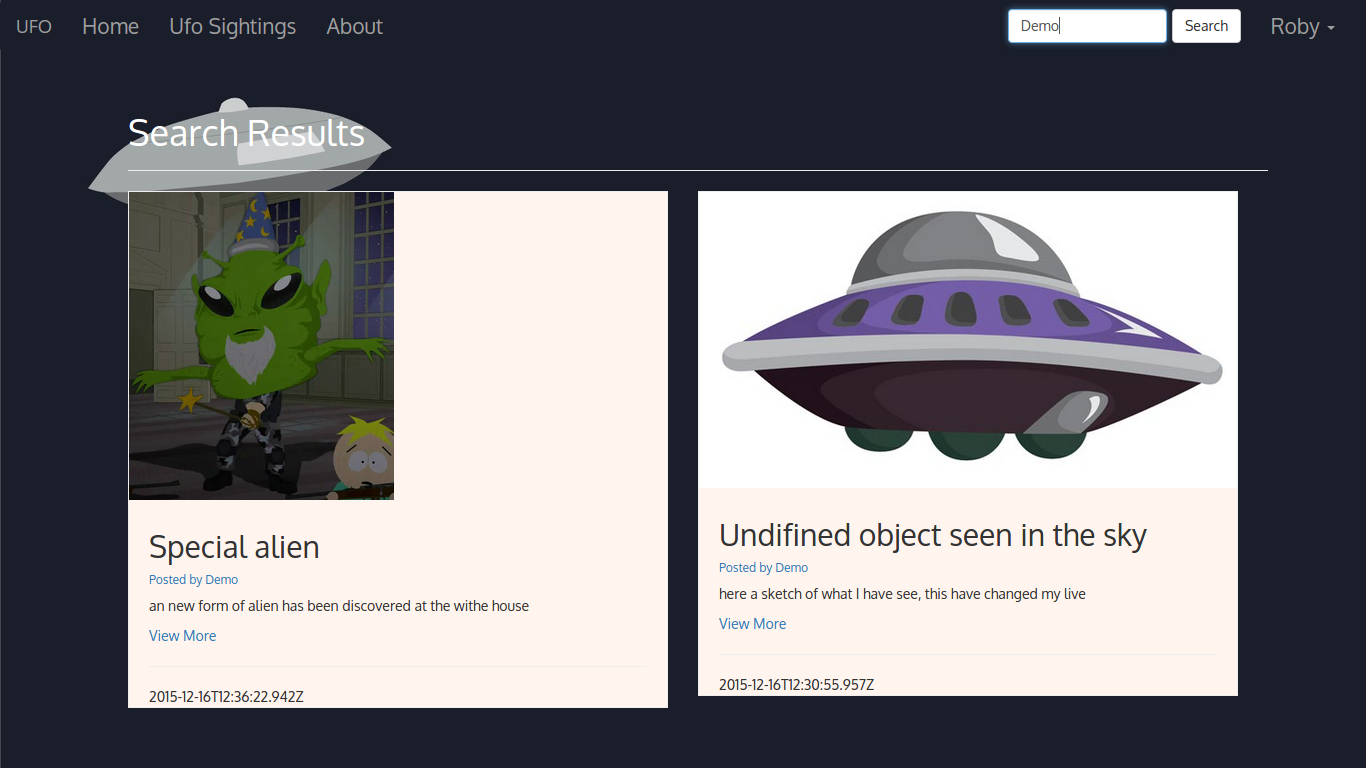 UFO Home Ufo Sightings About Demo Search Roby
Search Results
Special alien
Posted by Demo
an new form of alien has been discovered at the withe house
View More
2015-12-16T12:36:22.942Z
Undifined object seen in the sky
Posted by Demo
here a sketch of what I have see, this have changed my live
View More
2015-12-16T12:30:55.957Z